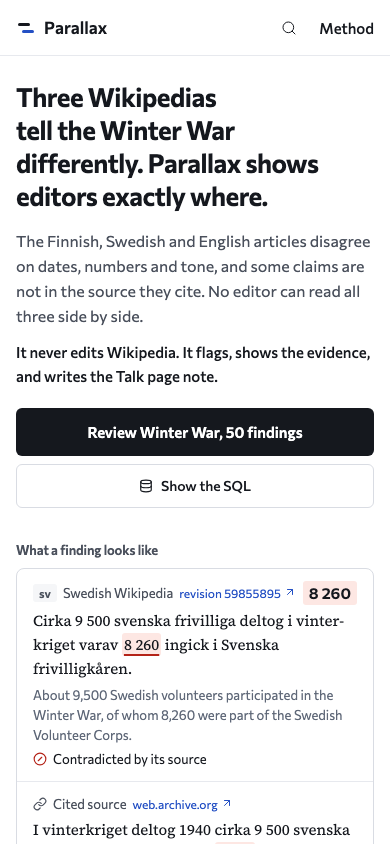 Parallax
Method
Three Wikipedias
tell the Winter War
differently. Parallax shows
editors exactly where.
The Finnish, Swedish and English articles disagree
on dates, numbers and tone, and some claims are
not in the source they cite. No editor can read all
three side by side.
It never edits Wikipedia. It flags, shows the evidence,
and writes the Talk page note.
Review Winter War, 50 findings
Show the SQL
What a finding looks like
sv Swedish Wikipedia revision 59855895 ↗ 8 260
Cirka 9 500 svenska frivilliga deltog i vinter-
kriget varav 8 260 ingick i Svenska
frivilligkåren.
About 9,500 Swedish volunteers participated in the
Winter War, of whom 8,260 were part of the Swedish
Volunteer Corps.
Contradicted by its source
Cited source web.archive.org ↗
I vinterkriget deltog 1940 cirka 9 500 svenska